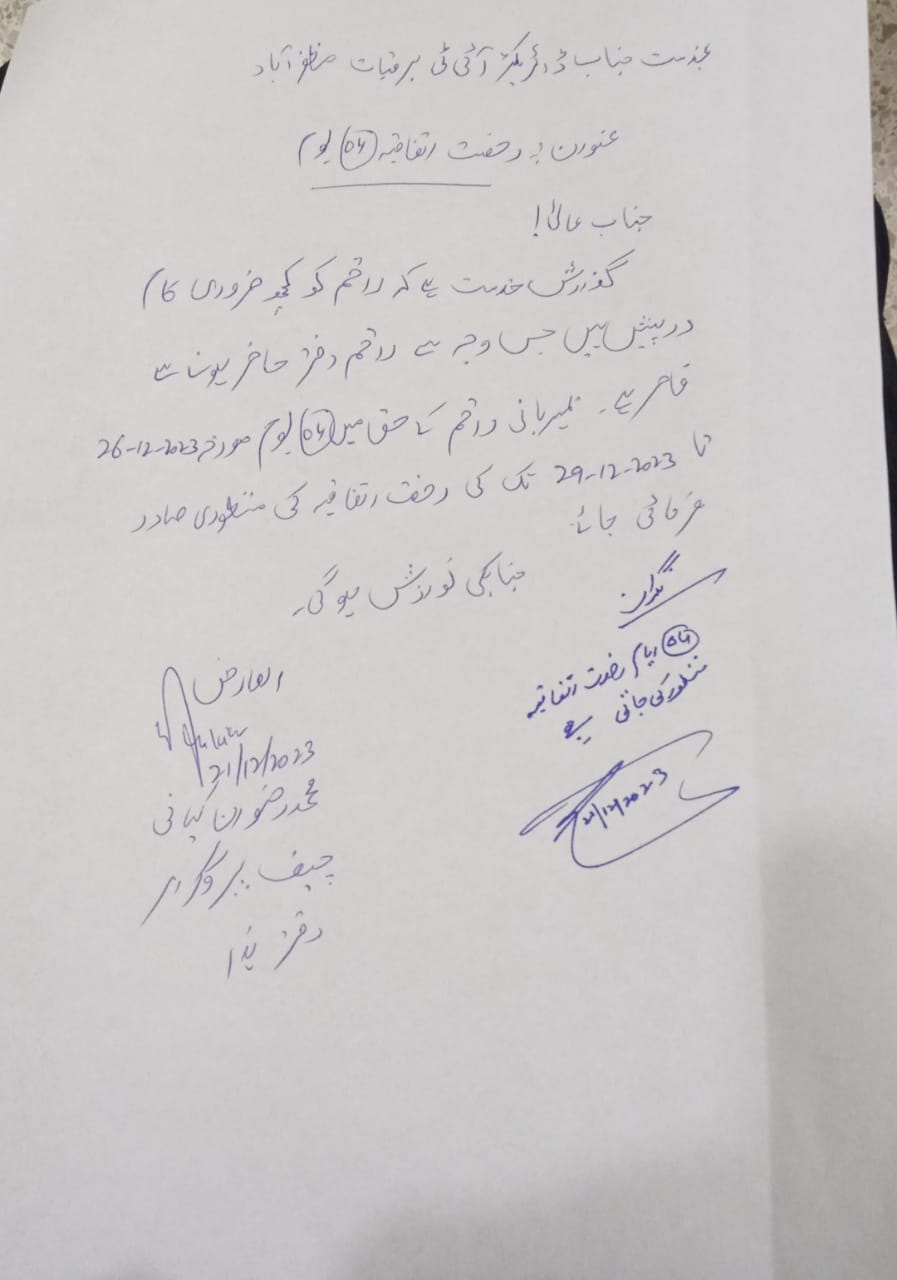 بخدمت جناب ڈائریکٹر آئی ٹی برقیات مظفرآباد
عنوان :۔ رخصت اتفاقیہ (04) یوم
جناب عالی!
گزارش خدمت ہے کہ راقم کو کچھ ضروری کام
درپیش ہیں جس وجہ سے راقم دفتر حاضر ہونا سے
قاصر ہے۔ بمہربانی راقم کے حق میں (04) یوم مورخہ 26-12-2023
تا 29-12-2023 تک کی رخصت اتفاقیہ کی منظوری صادر
فرمائی جائے۔
جناب کی نوازش ہوگی۔
العارض
21/12/2023
محمد رضوان کیانی
چیف پروگرامر
دفتر ہذا
نگران
(04) ایام رخصت اتفاقیہ
منظور کی جاتی ہے
21/12/2023